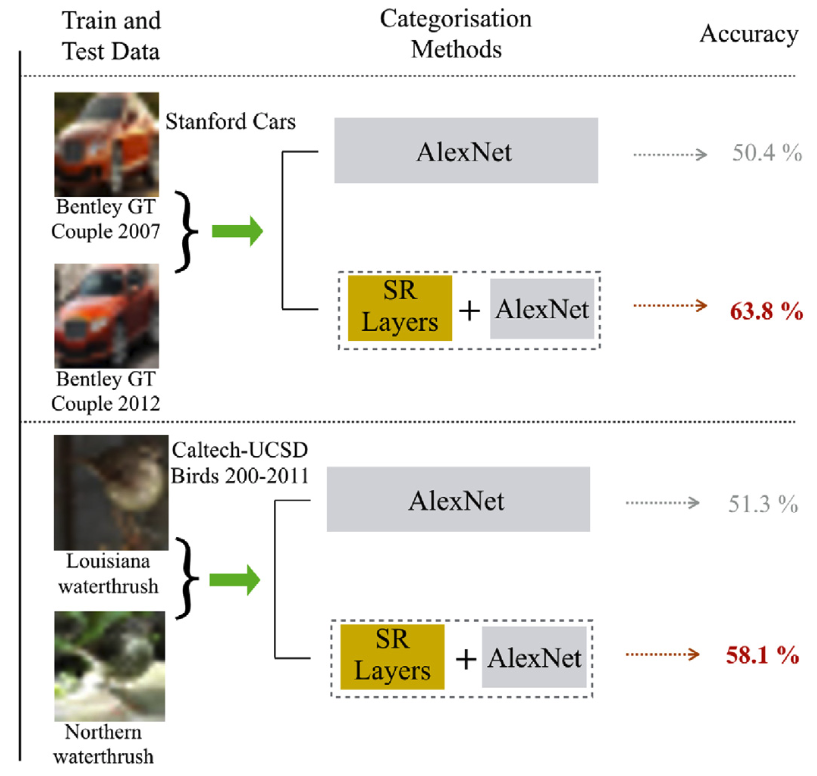 Train and
Test Data
Categorisation
Methods
Accuracy
Stanford Cars
Bentley GT
Couple 2007
Bentley GT
Couple 2012
AlexNet
50.4 %
SR
Layers
+
AlexNet
63.8 %
Caltech-UCSD
Birds 200-2011
Louisiana
waterthrush
Northern
waterthrush
AlexNet
51.3 %
SR
Layers
+
AlexNet
58.1 %